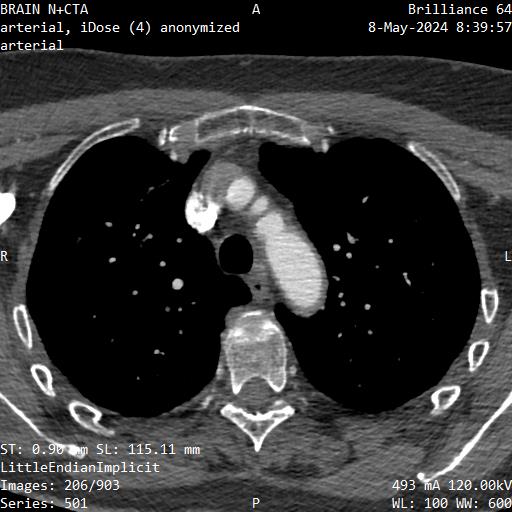 BRAIN N+CTA
A
Brilliance 64
arterial, iDose (4) anonymized
8-May-2024 8:39:57
arterial
R
L
ST: 0.90 mm SL: 115.11 mm
LittleEndianImplicit
Images: 206/903
493 mA 120.00kV
Series: 501
P
WL: 100 WW: 600